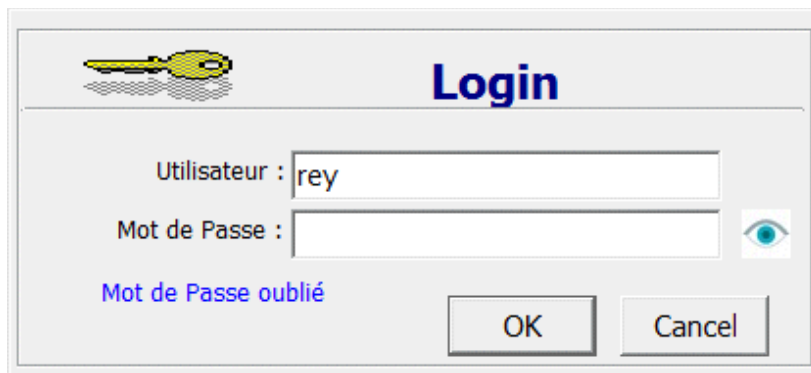 Login
Utilisateur : rey
Mot de Passe :
Mot de Passe oublié
OK Cancel